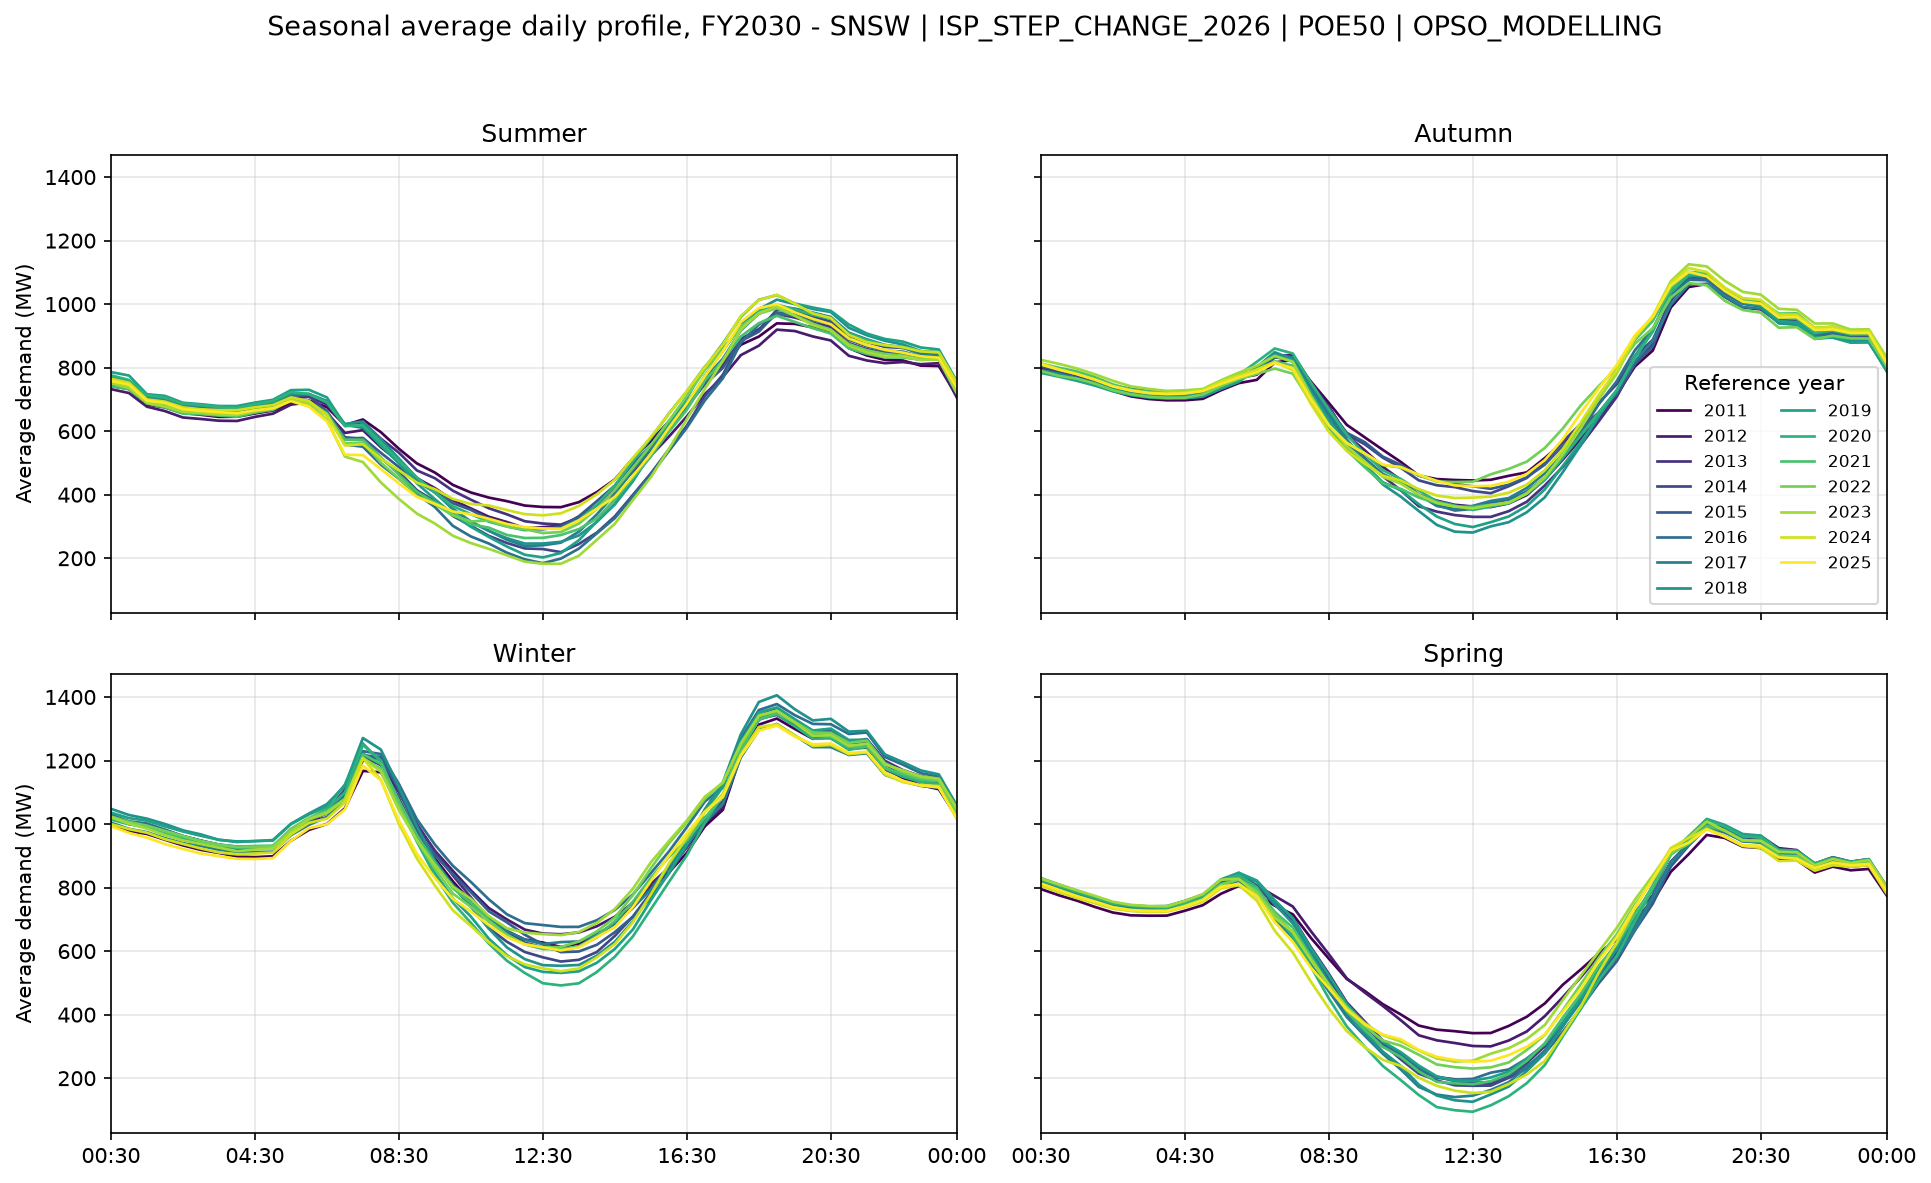 Seasonal average daily profile, FY2030 - SNSW | ISP_STEP_CHANGE_2026 | POE50 | OPSO_MODELLING
Summer
Autumn
Average demand (MW)
1400
1200
1000
800
600
400
200
Reference year
2011 2019
2012 2020
2013 2021
2014 2022
2015 2023
2016 2024
2017 2025
2018
Winter
Spring
Average demand (MW)
1400
1200
1000
800
600
400
200
00:30 04:30 08:30 12:30 16:30 20:30 00:00
00:30 04:30 08:30 12:30 16:30 20:30 00:00